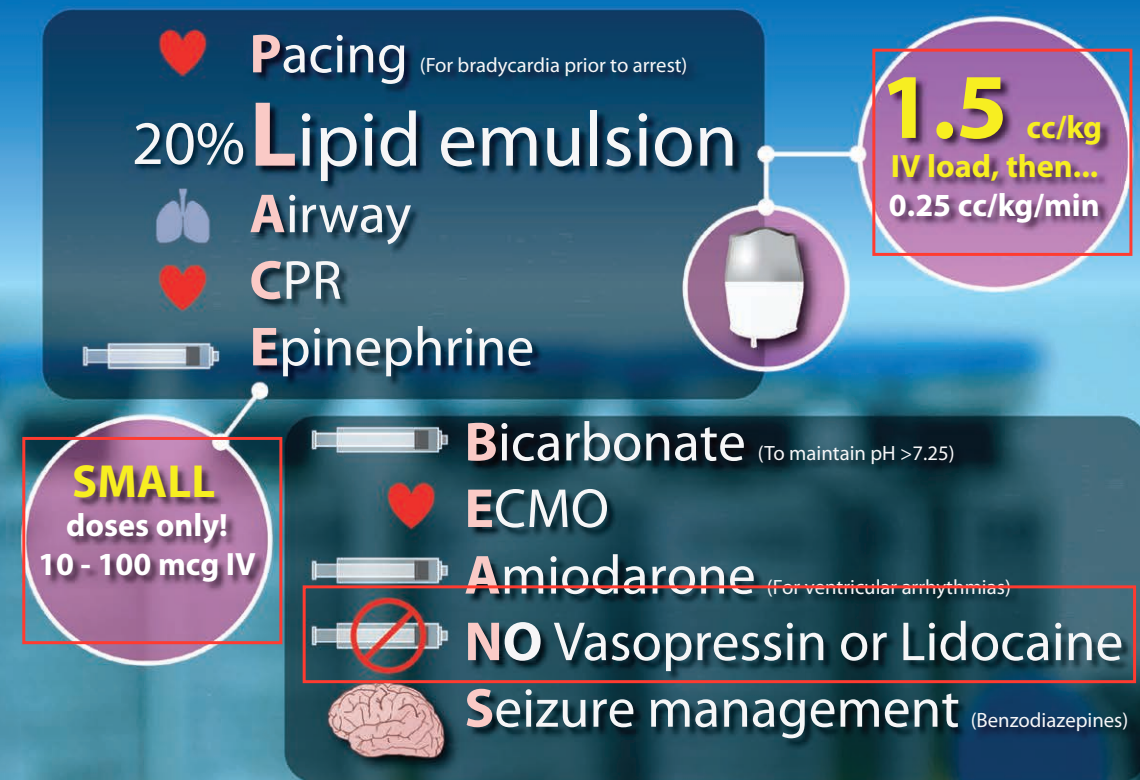 Pacing (For bradycardia prior to arrest)
20% Lipid emulsion
Airway
CPR
Epinephrine
1.5 cc/kg
IV load, then...
0.25 cc/kg/min
SMALL
doses only!
10 - 100 mcg IV
Bicarbonate (To maintain pH >7.25)
ECMO
Amiodarone (For ventricular arrhythmias)
NO Vasopressin or Lidocaine
Seizure management (Benzodiazepines)